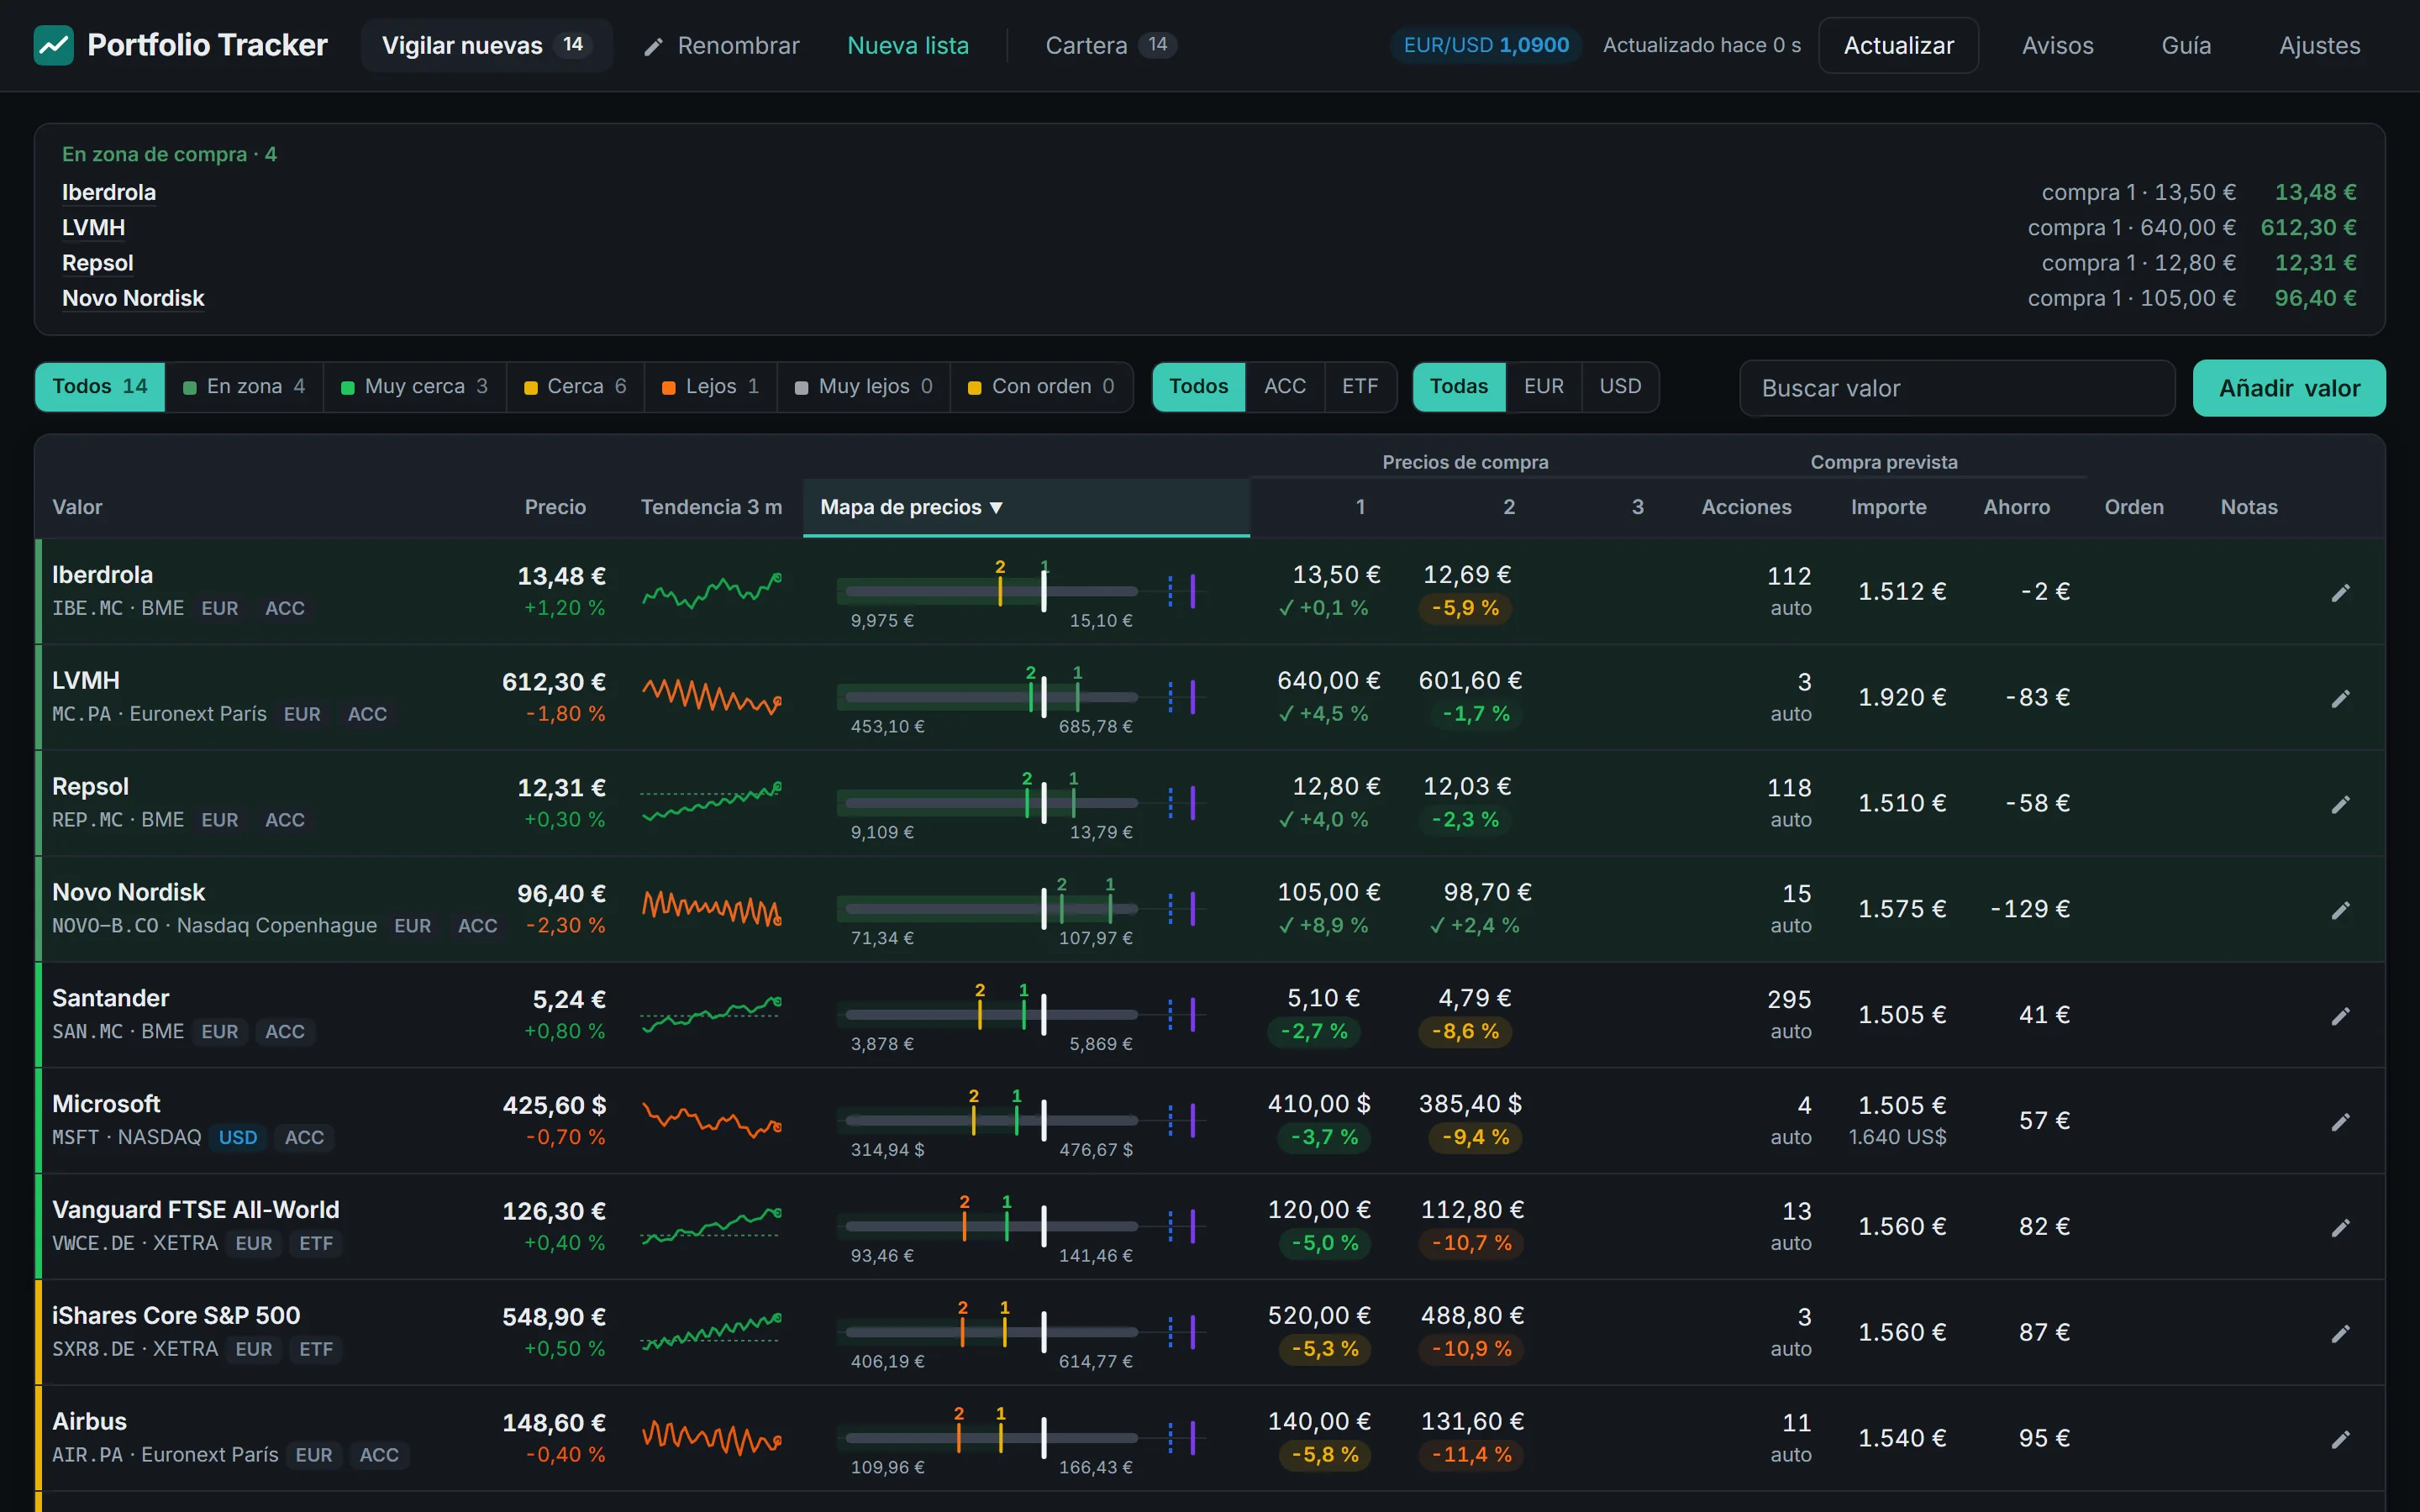 Portfolio Tracker Vigilar nuevas 14 Renombrar Nueva lista Cartera 14 EUR/USD 1,0900 Actualizado hace 0 s Actualizar Avisos Guía Ajustes
En zona de compra · 4
Iberdrola compra 1 · 13,50 € 13,48 €
LVMH compra 1 · 640,00 € 612,30 €
Repsol compra 1 · 12,80 € 12,31 €
Novo Nordisk compra 1 · 105,00 € 96,40 €
Todos 14 En zona 4 Muy cerca 3 Cerca 6 Lejos 1 Muy lejos 0 Con orden 0 Todos ACC ETF Todas EUR USD Buscar valor Añadir valor
Precios de compra Compra prevista
Valor Precio Tendencia 3 m Mapa de precios ▼ 1 2 3 Acciones Importe Ahorro Orden Notas
2 1
Iberdrola 13,48 € 13,50 € 12,69 € 112 1.512 € -2 €
IBE.MC · BME EUR ACC +1,20 % 9,975 € 15,10 € ✓ +0,1 % -5,9 % auto
2 1
LVMH 612,30 € 640,00 € 601,60 € 3 1.920 € -83 €
MC.PA · Euronext París EUR ACC -1,80 % 453,10 € 685,78 € ✓ +4,5 % -1,7 % auto
2 1
Repsol 12,31 € 12,80 € 12,03 € 118 1.510 € -58 €
REP.MC · BME EUR ACC +0,30 % 9,109 € 13,79 € ✓ +4,0 % -2,3 % auto
2 1
Novo Nordisk 96,40 € 105,00 € 98,70 € 15 1.575 € -129 €
NOVO-B.CO · Nasdaq Copenhague EUR ACC -2,30 % 71,34 € 107,97 € ✓ +8,9 % ✓ +2,4 % auto
2 1
Santander 5,24 € 5,10 € 4,79 € 295 1.505 € 41 €
SAN.MC · BME EUR ACC +0,80 % 3,878 € 5,869 € -2,7 % -8,6 % auto
2 1
Microsoft 425,60 $ 410,00 $ 385,40 $ 4 1.505 € 57 €
MSFT · NASDAQ USD ACC -0,70 % 314,94 $ 476,67 $ -3,7 % -9,4 % auto 1.640 US$
2 1
Vanguard FTSE All-World 126,30 € 120,00 € 112,80 € 13 1.560 € 82 €
VWCE.DE · XETRA EUR ETF +0,40 % 93,46 € 141,46 € -5,0 % -10,7 % auto
2 1
iShares Core S&P 500 548,90 € 520,00 € 488,80 € 3 1.560 € 87 €
SXR8.DE · XETRA EUR ETF +0,50 % 406,19 € 614,77 € -5,3 % -10,9 % auto
2 1
Airbus 148,60 € 140,00 € 131,60 € 11 1.540 € 95 €
AIR.PA · Euronext París EUR ACC -0,40 % 109,96 € 166,43 € -5,8 % -11,4 % auto